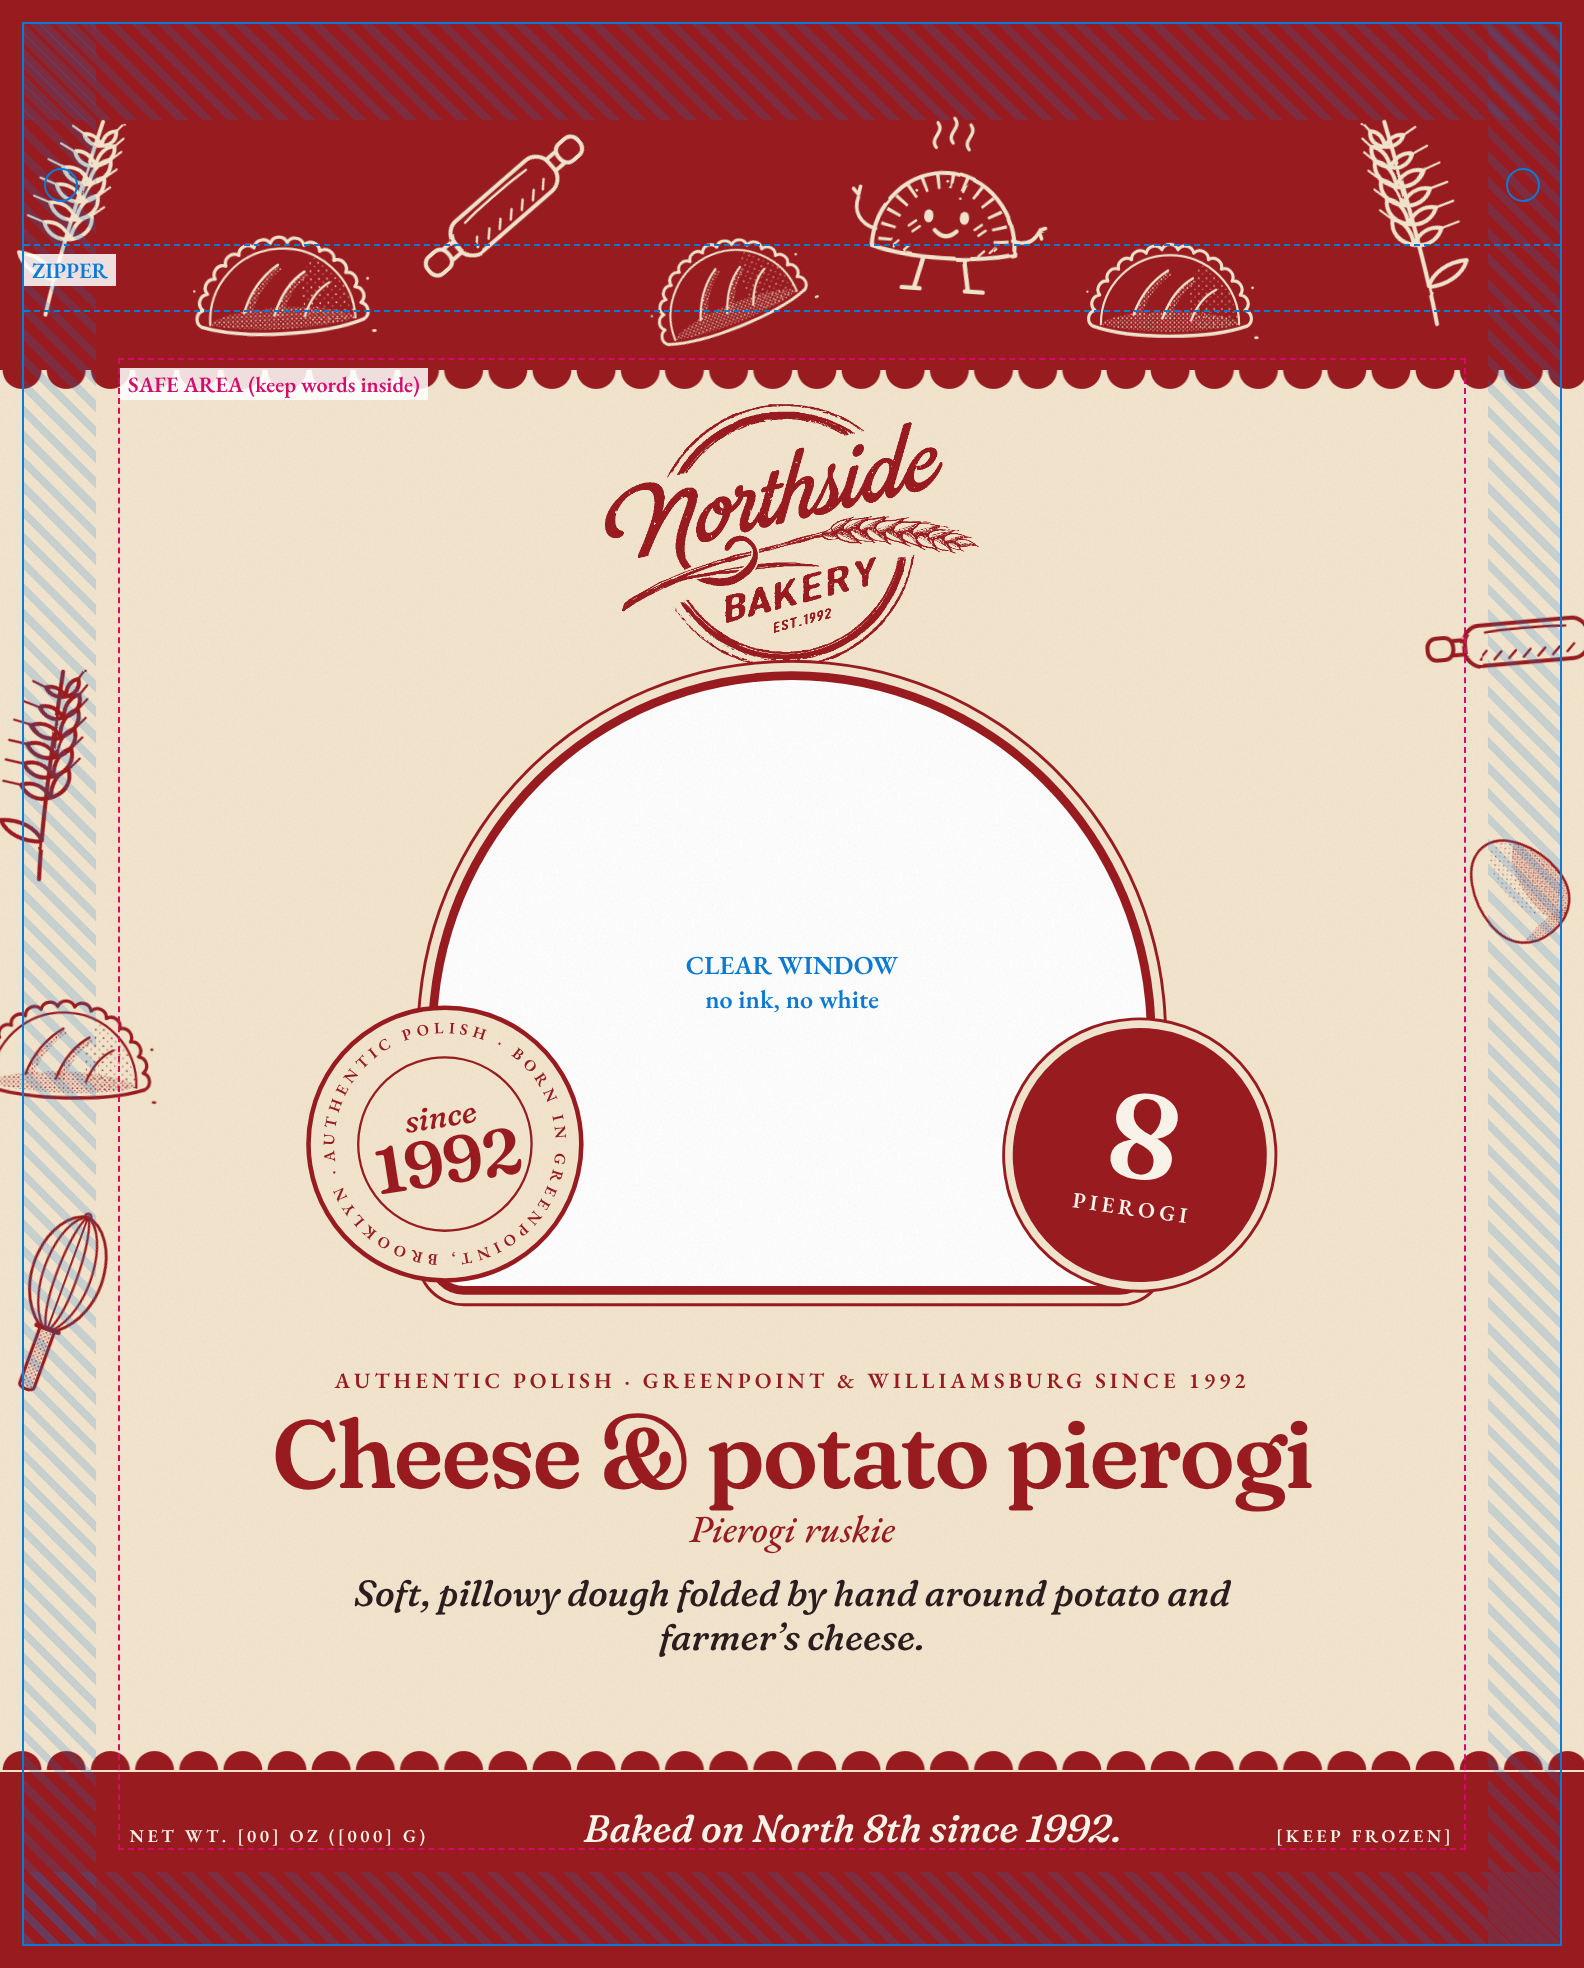 ZIPPER
SAFE AREA (keep words inside)
Northside
BAKERY
EST. 1992
CLEAR WINDOW
no ink, no white
AUTHENTIC POLISH · BORN IN GREENPOINT, BROOKLYN ·
since
1992
8
PIEROGI
AUTHENTIC POLISH · GREENPOINT & WILLIAMSBURG SINCE 1992
Cheese & potato pierogi
Pierogi ruskie
Soft, pillowy dough folded by hand around potato and
farmer’s cheese.
NET WT. [00] OZ ([000] G)
Baked on North 8th since 1992.
[KEEP FROZEN]